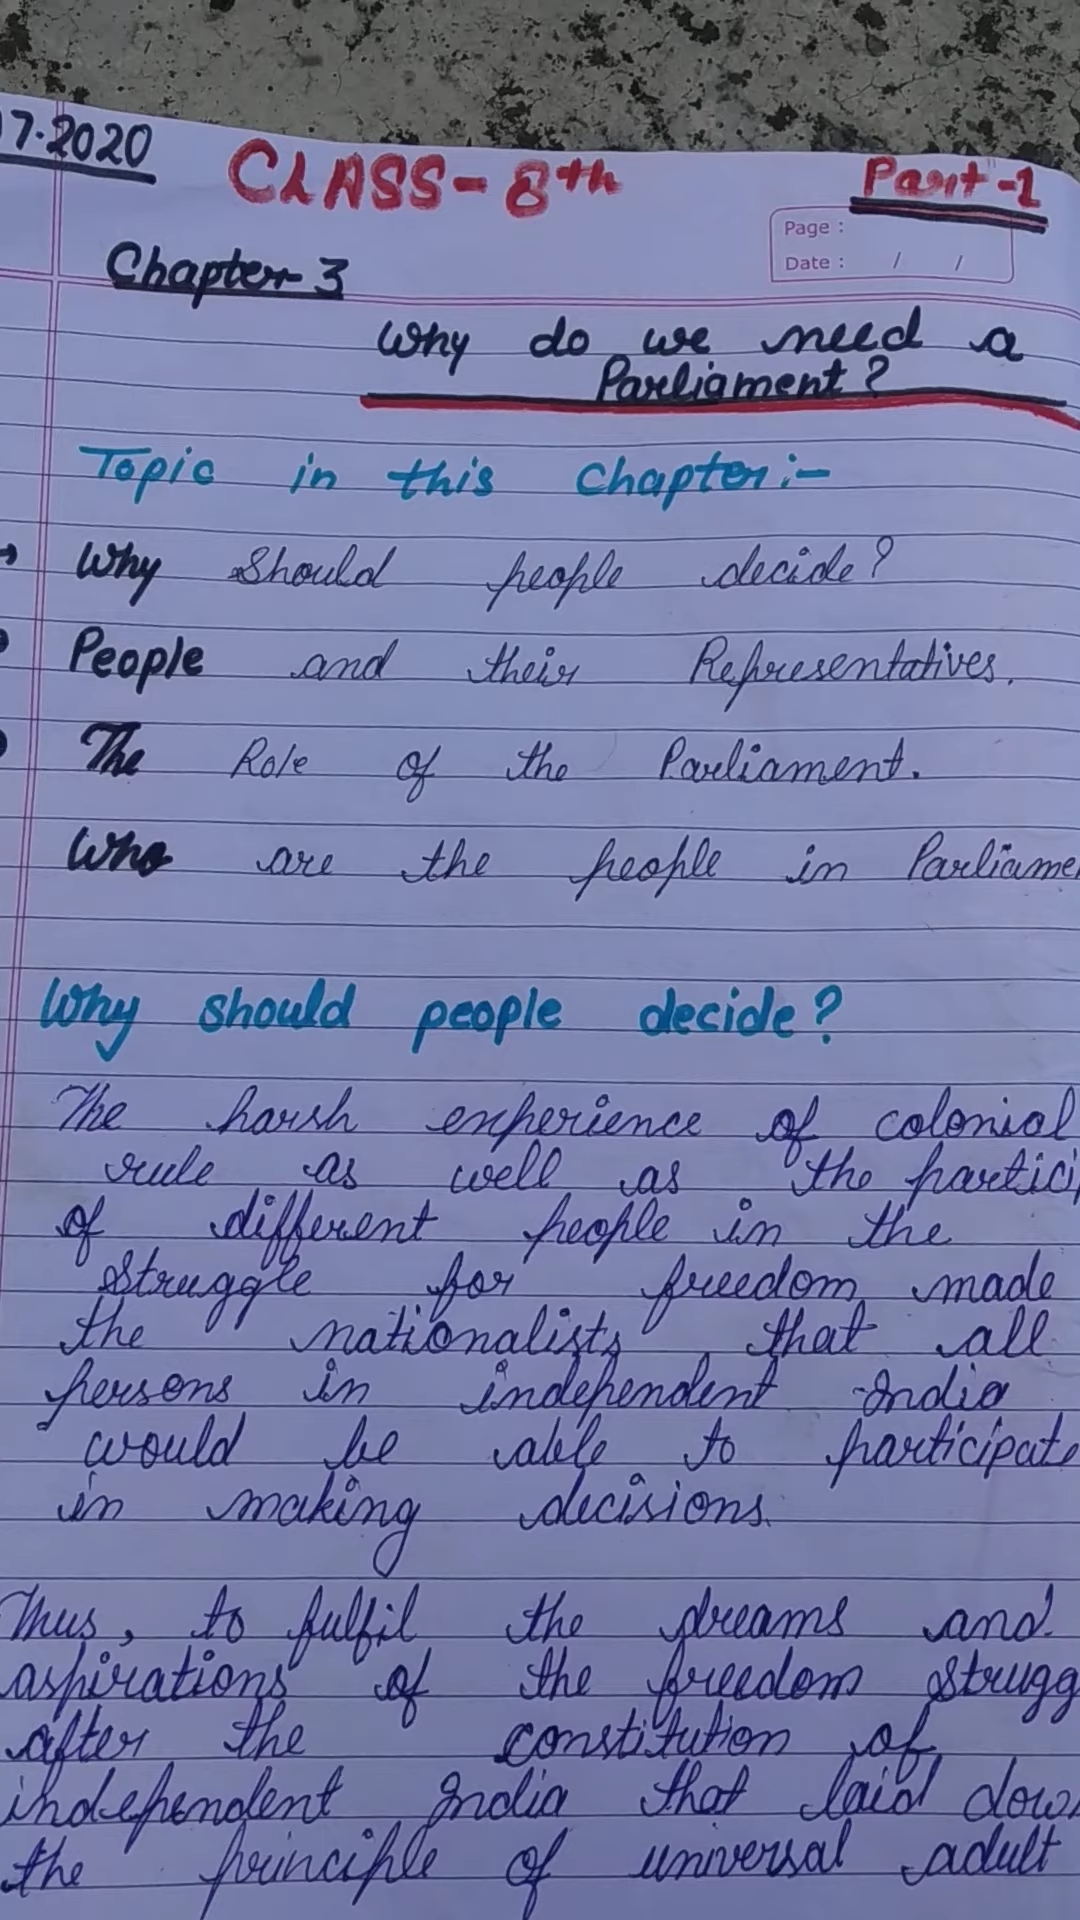 07.2020
CLASS-8th
Part-1
Page :
Date : / /
Chapter-3
Why do we need a
Parliament?
Topic in this Chapter:-
→ Why Should people decide?
People and their Representatives.
The Role of the Parliament.
Who are the people in Parliame
Why should people decide?
The harsh experience of colonial
rule as well as the partici
of different people in the
Struggle for freedom made
the nationalists that all
persons in independent India
would be able to participate
in making decisions.
Thus, to fulfil the dreams and
aspirations of the freedom Strugg
after the constitution of
independent India that laid dow
the principle of universal adult